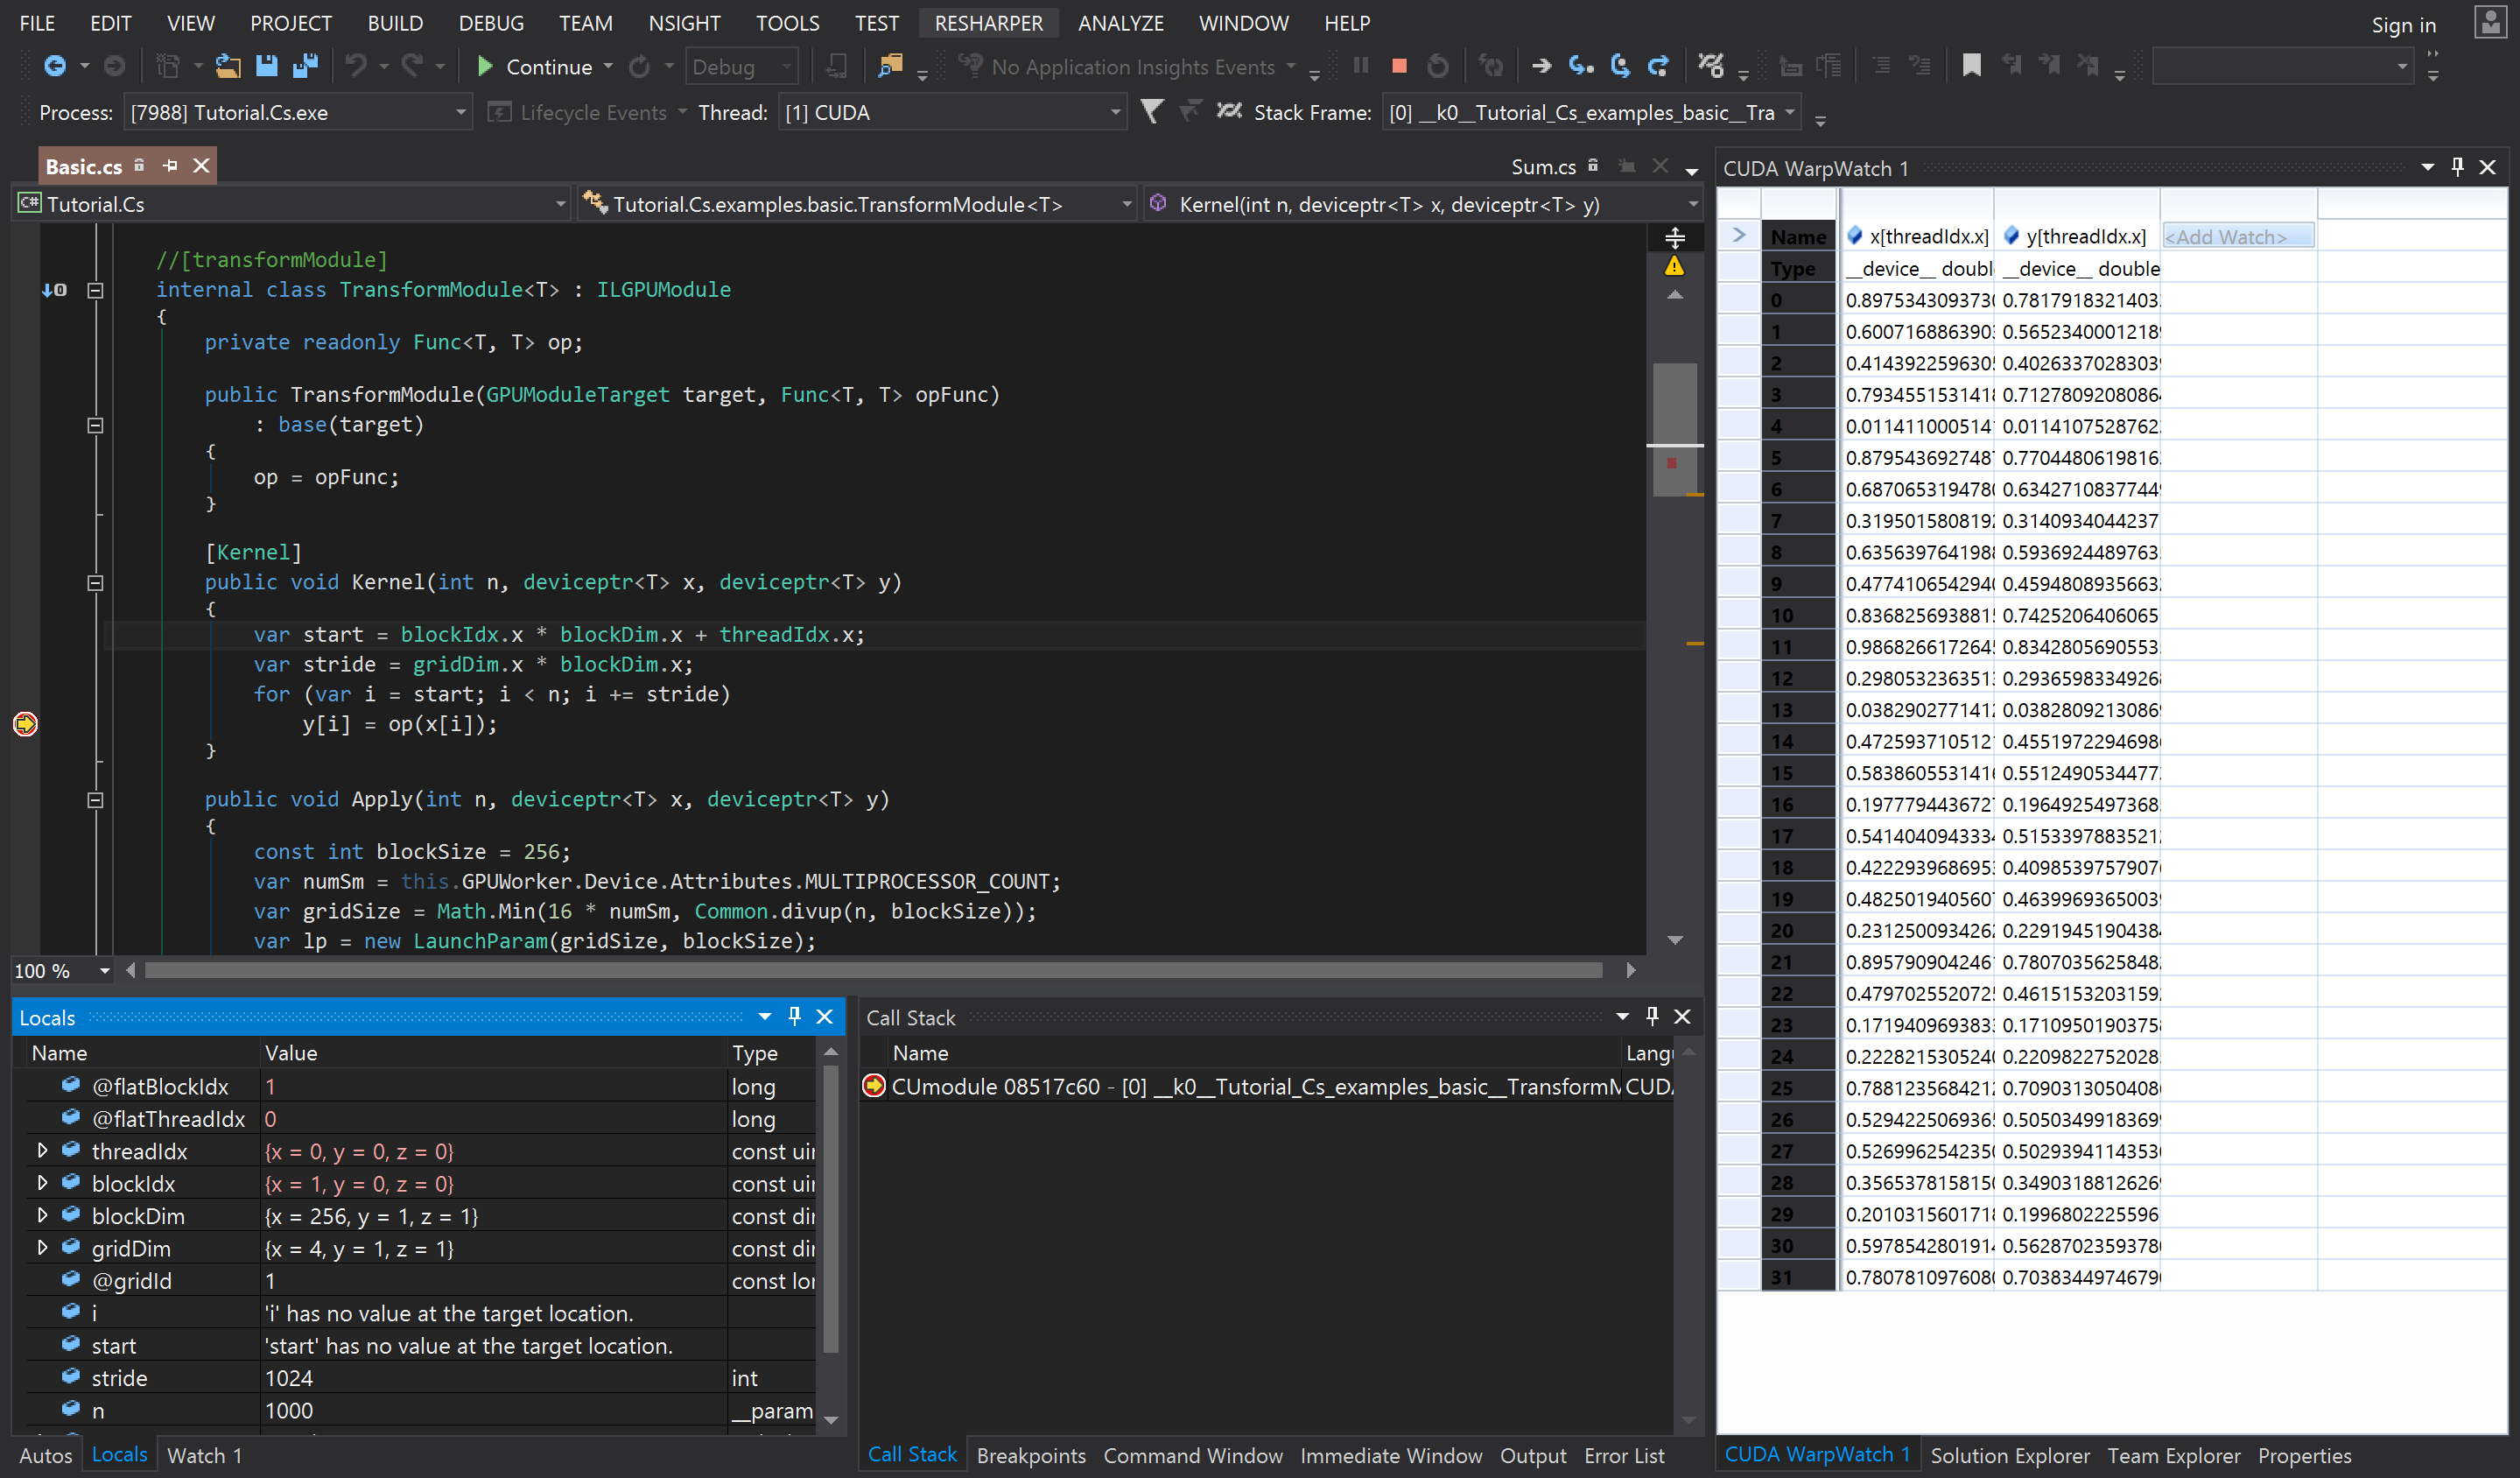 FILE EDIT VIEW PROJECT BUILD DEBUG TEAM NSIGHT TOOLS TEST RESHARPER ANALYZE WINDOW HELP Sign in
Continue Debug No Application Insights Events
Process: [7988] Tutorial.Cs.exe Lifecycle Events Thread: [1] CUDA Stack Frame: [0] __k0__Tutorial_Cs_examples_basic__Tra
Basic.cs Sum.cs
C# Tutorial.Cs Tutorial.Cs.examples.basic.TransformModule<T> Kernel(int n, deviceptr<T> x, deviceptr<T> y)
//[transformModule]
internal class TransformModule<T> : ILGPUModule
{
private readonly Func<T, T> op;
public TransformModule(GPUModuleTarget target, Func<T, T> opFunc)
: base(target)
{
op = opFunc;
}
[Kernel]
public void Kernel(int n, deviceptr<T> x, deviceptr<T> y)
{
var start = blockIdx.x * blockDim.x + threadIdx.x;
var stride = gridDim.x * blockDim.x;
for (var i = start; i < n; i += stride)
y[i] = op(x[i]);
}
public void Apply(int n, deviceptr<T> x, deviceptr<T> y)
{
const int blockSize = 256;
var numSm = this.GPUWorker.Device.Attributes.MULTIPROCESSOR_COUNT;
var gridSize = Math.Min(16 * numSm, Common.divup(n, blockSize));
var lp = new LaunchParam(gridSize, blockSize);
100 %
Locals
Name Value Type
@flatBlockIdx 1 long
@flatThreadIdx 0 long
threadIdx {x = 0, y = 0, z = 0} const uin
blockIdx {x = 1, y = 0, z = 0} const uin
blockDim {x = 256, y = 1, z = 1} const din
gridDim {x = 4, y = 1, z = 1} const din
@gridId 1 const lon
i 'i' has no value at the target location.
start 'start' has no value at the target location.
stride 1024 int
n 1000 __param
Autos Locals Watch 1
Call Stack
Name Langu
CUmodule 08517c60 - [0] __k0__Tutorial_Cs_examples_basic__TransformM CUDA
Call Stack Breakpoints Command Window Immediate Window Output Error List
CUDA WarpWatch 1
Name x[threadIdx.x] y[threadIdx.x] <Add Watch>
Type __device__ doubl __device__ double
0 0.8975343093730 0.781791832140
1 0.600716886390 0.565234000121
2 0.414392259630 0.402633702830
3 0.793455153141 0.712780920808
4 0.011411000514 0.011410752876
5 0.879543692748 0.770448061981
6 0.687065319478 0.634271083774
7 0.319501580819 0.3140934044237
8 0.635639764198 0.593692448976
9 0.477410654294 0.459480893566
10 0.836825693881 0.7425206406065
11 0.986826617264 0.834280569055
12 0.298053236351 0.293659833492
13 0.038290277141 0.038280921308
14 0.472593710512 0.455197229469
15 0.583860553141 0.551249053447
16 0.197779443672 0.196492549736
17 0.541404094333 0.515339788352
18 0.422293968695 0.409853975790
19 0.482501940560 0.463996936500
20 0.231250093426 0.229194519043
21 0.895790904246 0.780703562584
22 0.479702552072 0.461515320315
23 0.171940969383 0.171095019037
24 0.222821530524 0.220982275202
25 0.788123568421 0.709031305040
26 0.529422506936 0.505034991836
27 0.526996254235 0.502939411435
28 0.356537815815 0.349031881262
29 0.201031560171 0.1996802225596
30 0.597854280191 0.562870235937
31 0.780781097608 0.703834497467
CUDA WarpWatch 1 Solution Explorer Team Explorer Properties